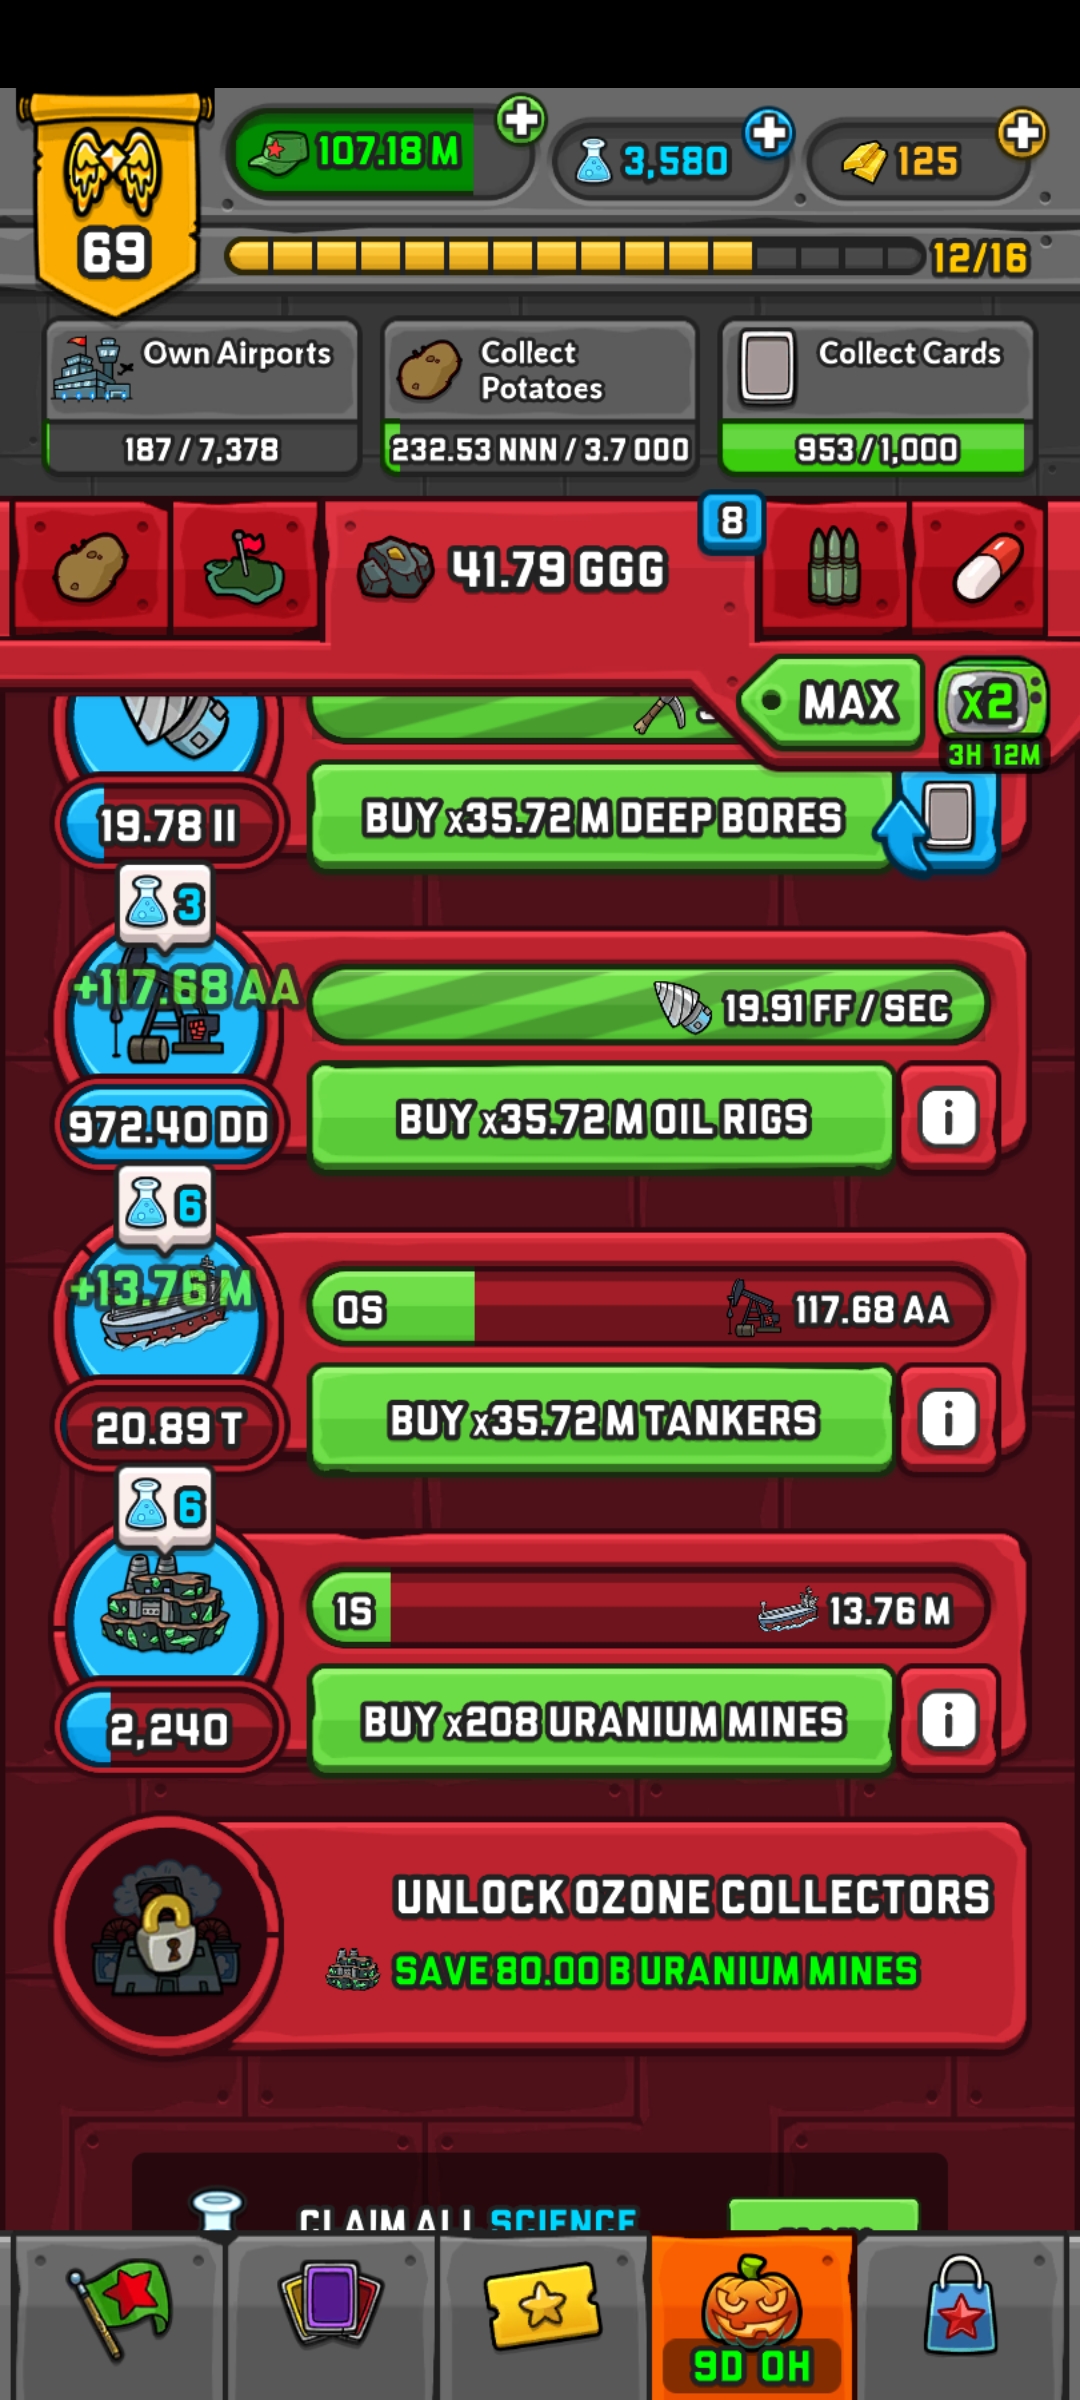 107.18 M
3,580
125
69
12/16
Own Airports
187 / 7,378
Collect
Potatoes
232.53 NNN / 3.7 OOO
Collect Cards
953 / 1,000
41.79 GGG
8
MAX
x2
3H 12M
19.78 II
BUY x35.72 M DEEP BORES
3
+117.68 AA
19.91 FF / SEC
972.40 DD
BUY x35.72 M OIL RIGS
i
6
+13.76 M
0S
117.68 AA
20.89 T
BUY x35.72 M TANKERS
i
6
1S
13.76 M
2,240
BUY x208 URANIUM MINES
i
UNLOCK OZONE COLLECTORS
SAVE 80.00 B URANIUM MINES
CLAIM ALL SCIENCE
9D 0H